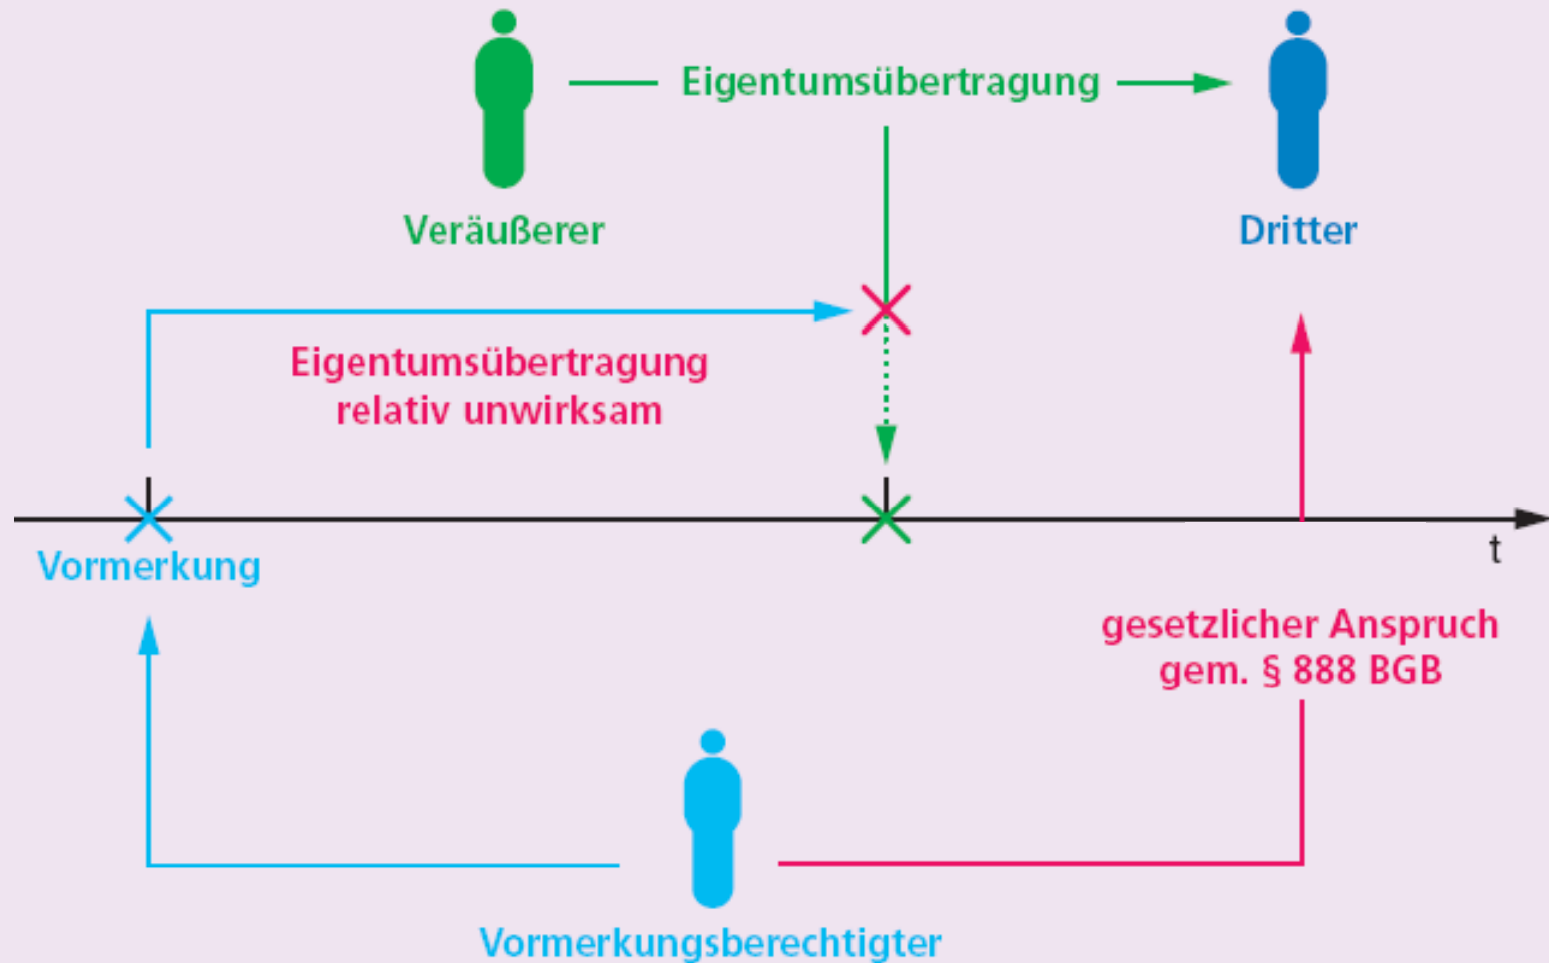 Eigentumsübertragung
Veräußerer
Dritter
Eigentumsübertragung
relativ unwirksam
Vormerkung
t
gesetzlicher Anspruch
gem. § 888 BGB
Vormerkungsberechtigter